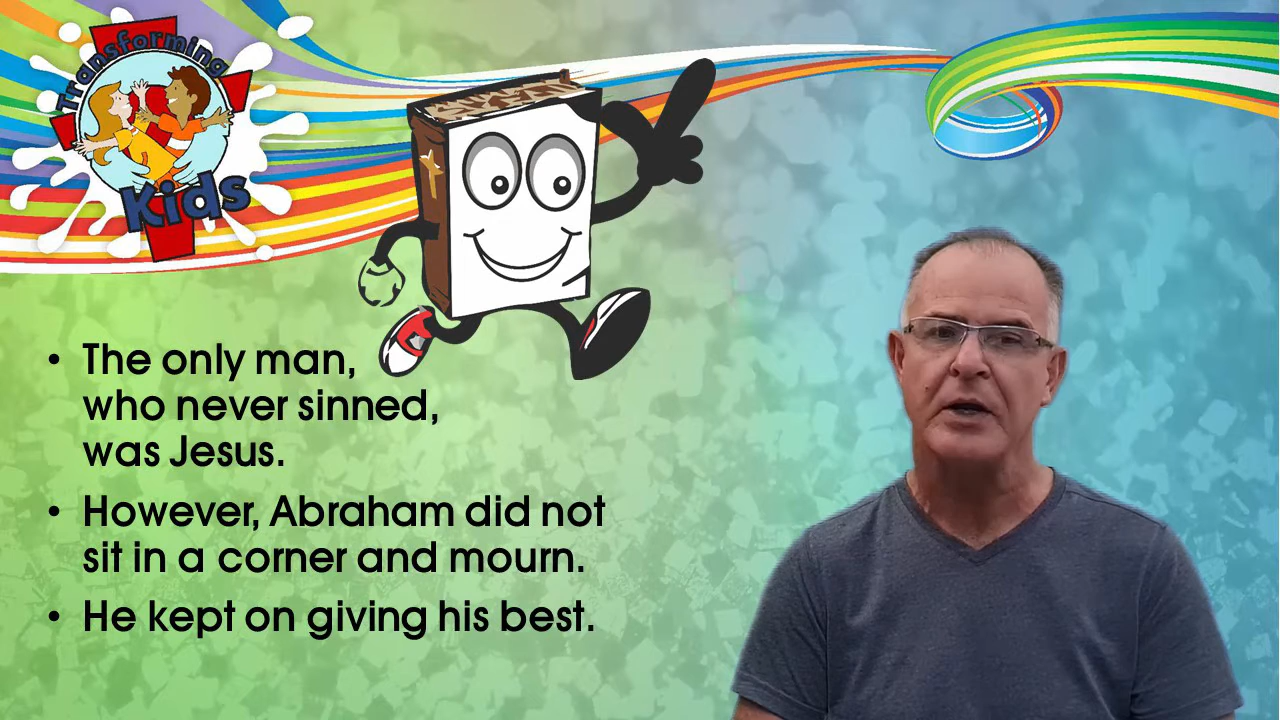 Transforming
Kids
• The only man,
who never sinned,
was Jesus.
• However, Abraham did not
sit in a corner and mourn.
• He kept on giving his best.